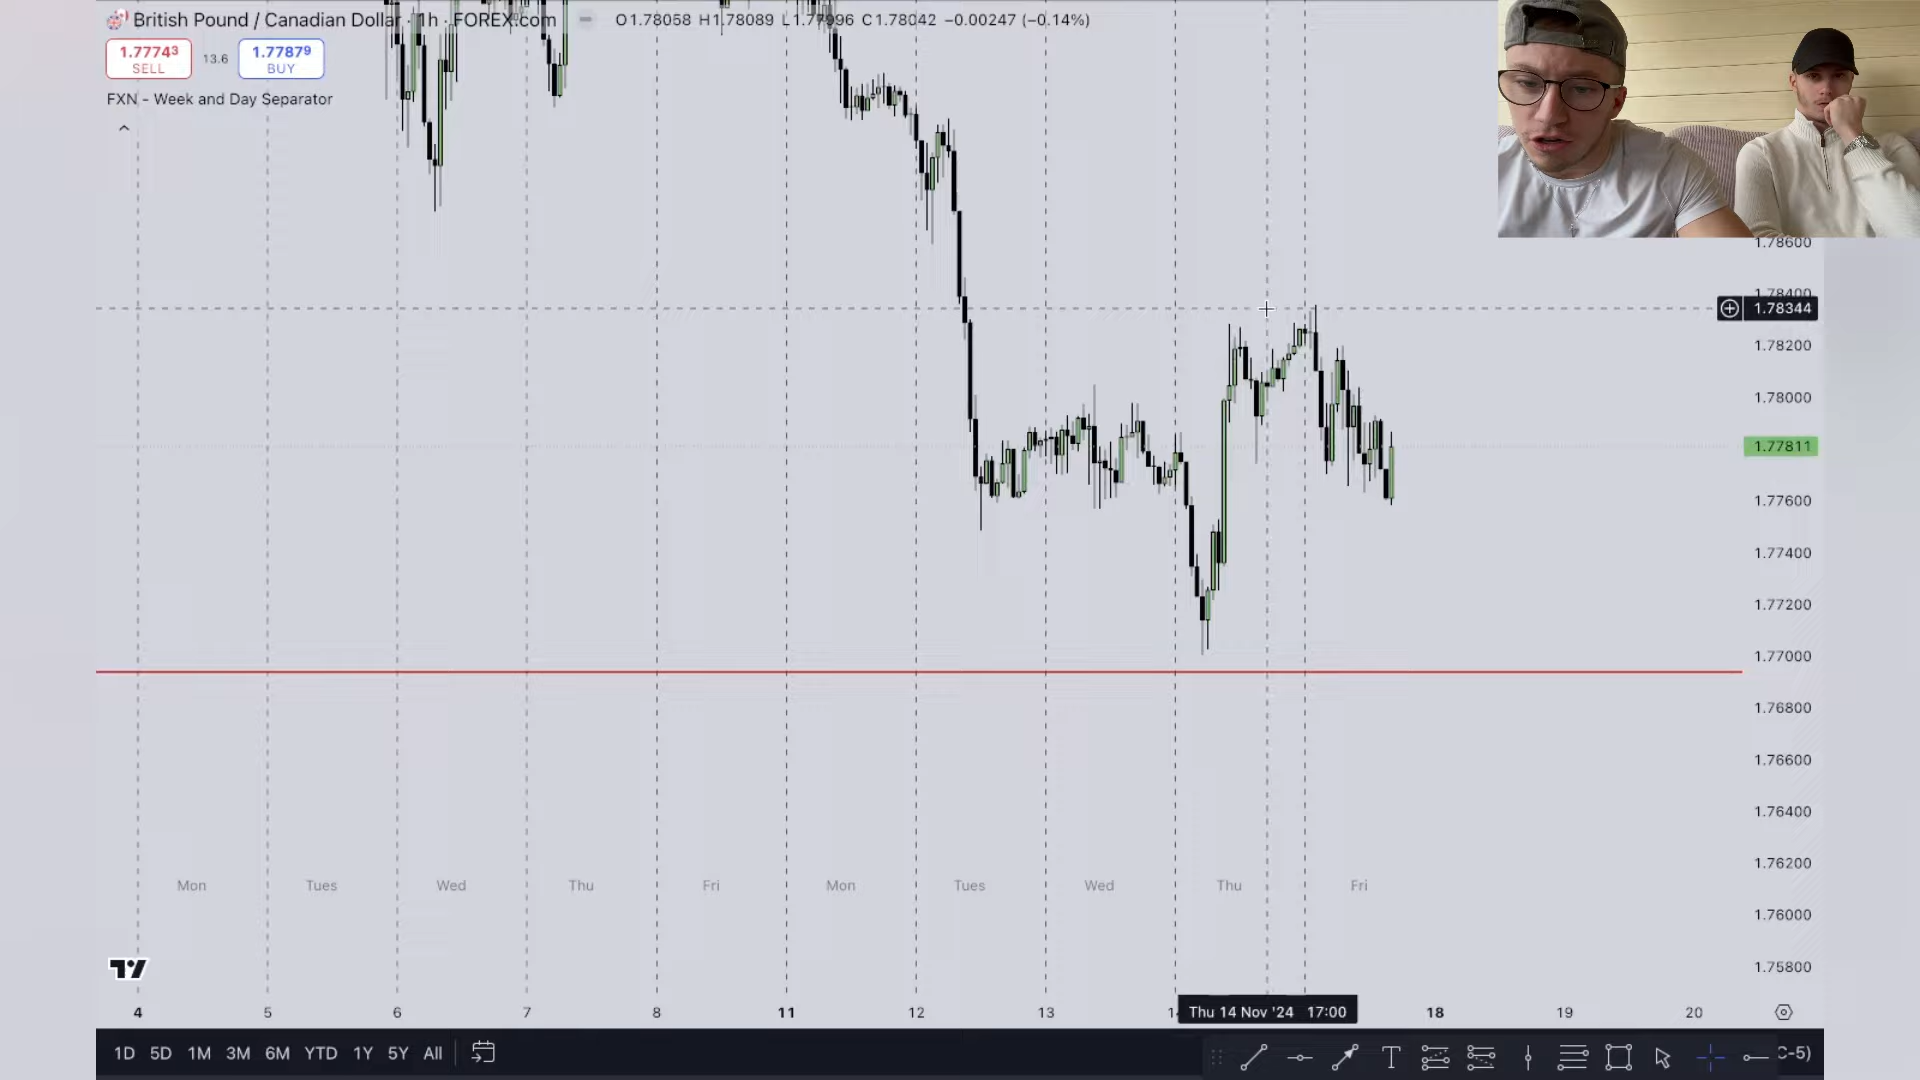 British Pound / Canadian Dollar · 1h · FOREX.com O1.78058 H1.78089 L1.77996 C1.78042 −0.00247 (−0.14%)
1.77743 SELL 13.6 1.77879 BUY
FXN - Week and Day Separator
1.78600
1.78400
1.78344
1.78200
1.78000
1.77811
1.77600
1.77400
1.77200
1.77000
1.76800
1.76600
1.76400
1.76200
Mon Tues Wed Thu Fri Mon Tues Wed Thu Fri
1.76000
1.75800
4 5 6 7 8 11 12 13 Thu 14 Nov '24 17:00 18 19 20
1D 5D 1M 3M 6M YTD 1Y 5Y All C-5)